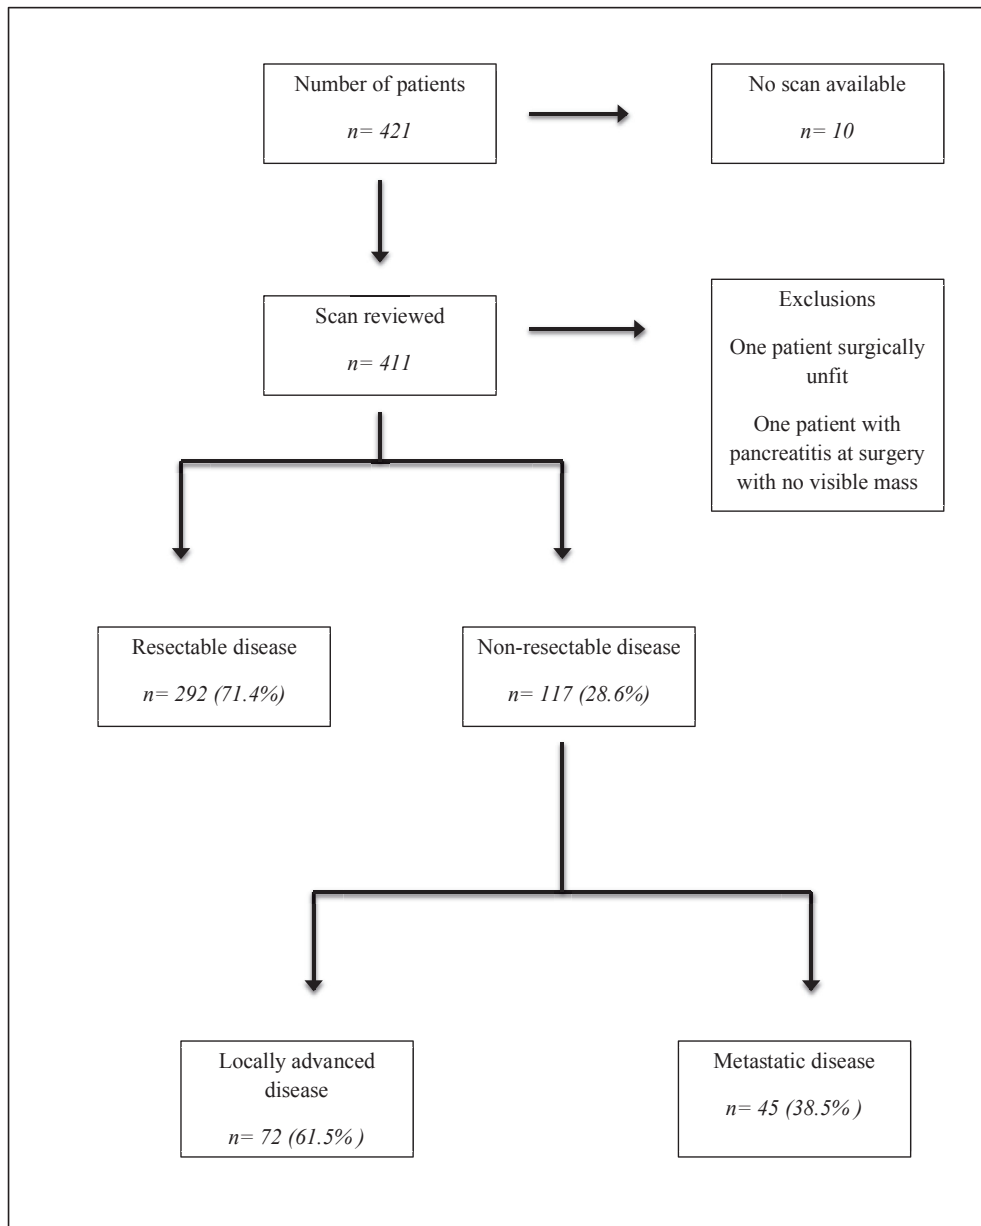 Number of patients
n= 421
No scan available
n= 10
Scan reviewed
n= 411
Exclusions
One patient surgically
unfit
One patient with
pancreatitis at surgery
with no visible mass
Resectable disease
n= 292 (71.4%)
Non-resectable disease
n= 117 (28.6%)
Locally advanced
disease
n= 72 (61.5% )
Metastatic disease
n= 45 (38.5% )